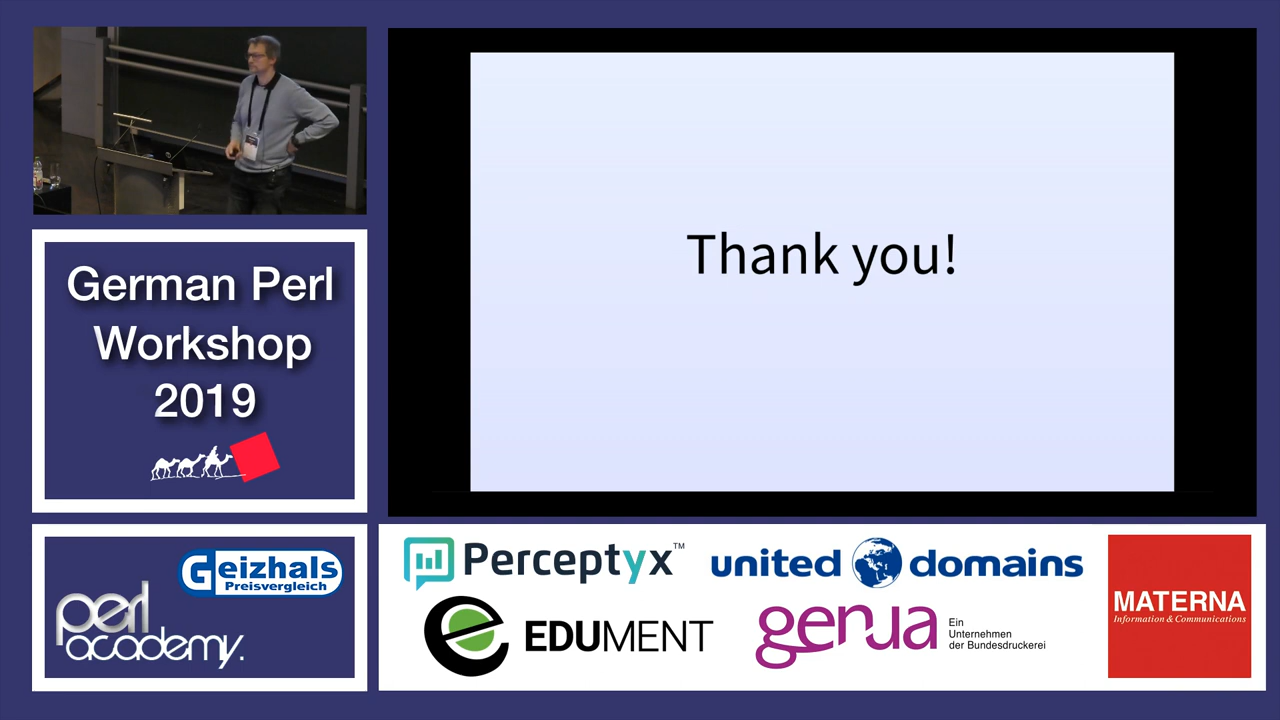 Thank you!
German Perl
Workshop
2019
Geizhals
Preisvergleich
perl
academy.
Perceptyx™
united domains
EDUMENT
genua
Ein
Unternehmen
der Bundesdruckerei
MATERNA
Information & Communications